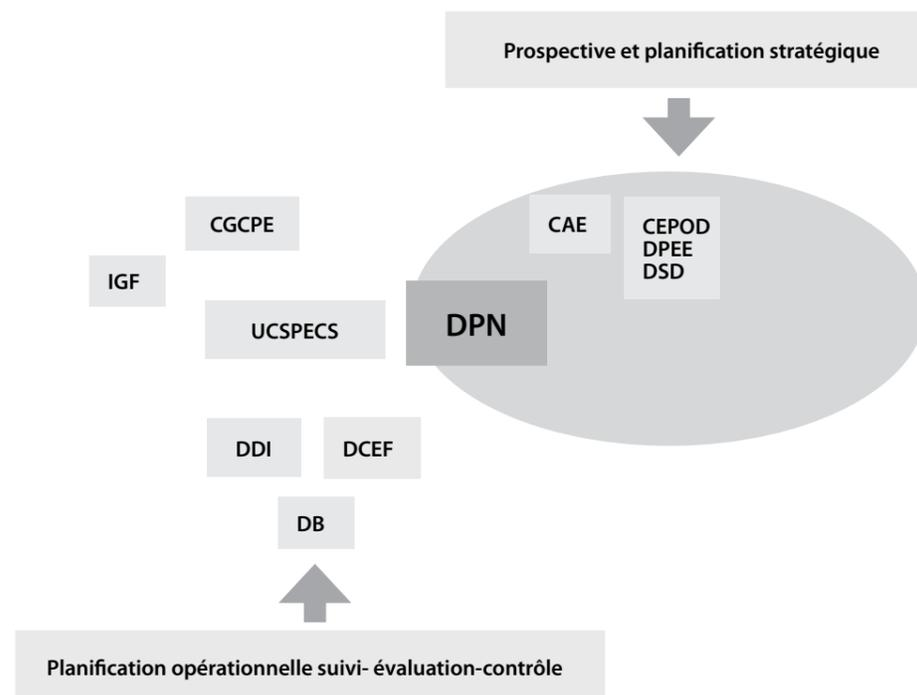 Prospective et planification stratégique
CGCPE
CAE
CEPOD
DPEE
DSD
IGF
UCSPECS
DPN
DDI
DCEF
DB
Planification opérationnelle suivi- évaluation-contrôle